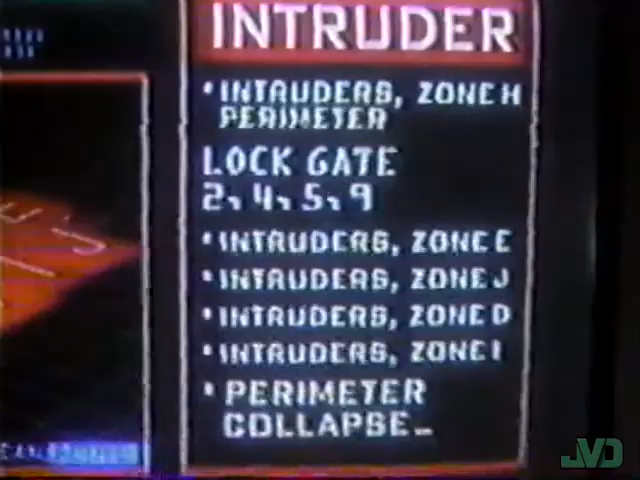 INTRUDER
•INTRUDERS, ZONE H
PERIMETER
LOCK GATE
2, 4, 5, 9
•INTRUDERS, ZONE E
•INTRUDERS, ZONE J
•INTRUDERS, ZONE D
•INTRUDERS, ZONE I
•PERIMETER
COLLAPSE…
JVD